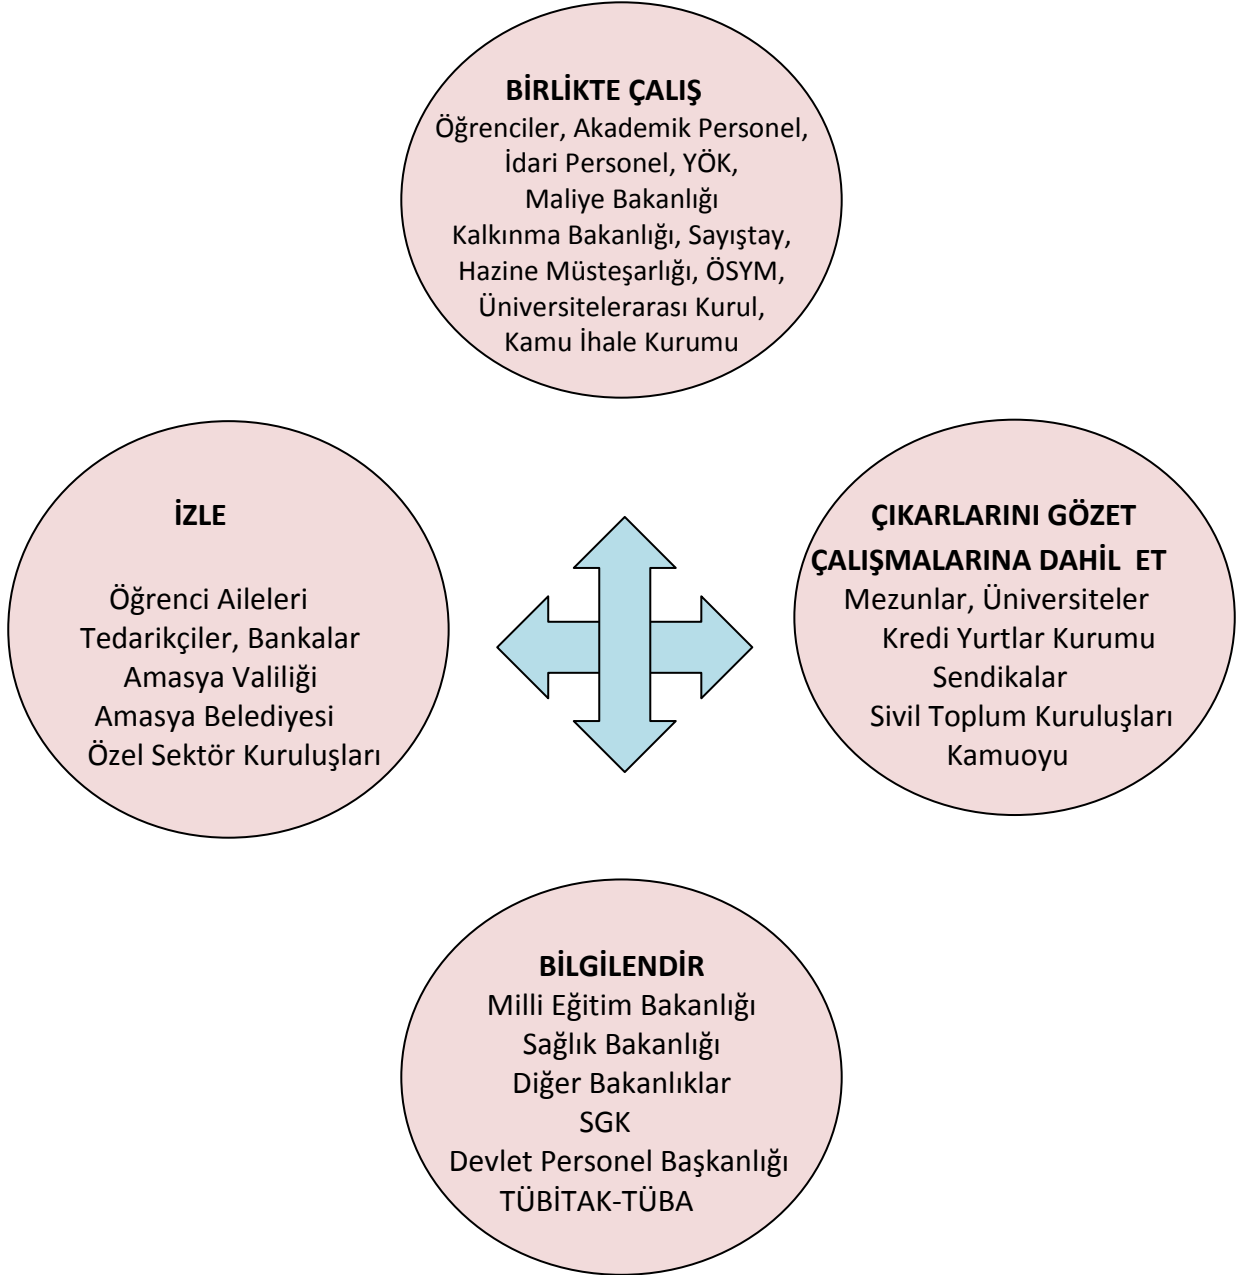 BİRLİKTE ÇALIŞ
Öğrenciler, Akademik Personel,
İdari Personel, YÖK,
Maliye Bakanlığı
Kalkınma Bakanlığı, Sayıştay,
Hazine Müsteşarlığı, ÖSYM,
Üniversitelerarası Kurul,
Kamu İhale Kurumu
İZLE
Öğrenci Aileleri
Tedarikçiler, Bankalar
Amasya Valiliği
Amasya Belediyesi
Özel Sektör Kuruluşları
ÇIKARLARINI GÖZET
ÇALIŞMALARINA DAHİL ET
Mezunlar, Üniversiteler
Kredi Yurtlar Kurumu
Sendikalar
Sivil Toplum Kuruluşları
Kamuoyu
BİLGİLENDİR
Milli Eğitim Bakanlığı
Sağlık Bakanlığı
Diğer Bakanlıklar
SGK
Devlet Personel Başkanlığı
TÜBİTAK-TÜBA